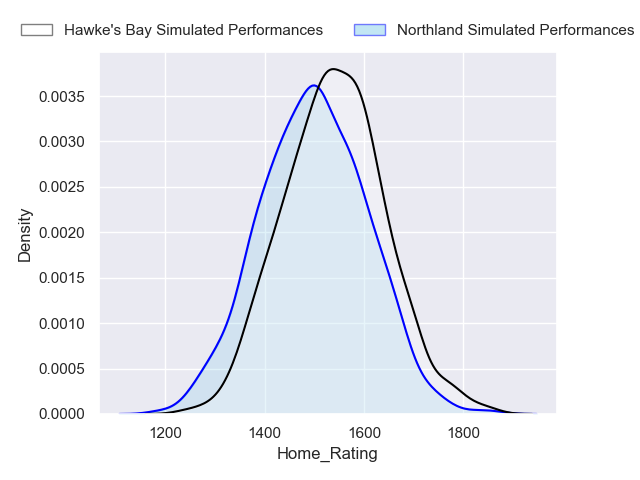 Hawke's Bay Simulated Performances Northland Simulated Performances
0.0035
0.0030
0.0025
0.0020
0.0015
0.0010
0.0005
0.0000
Density
1200 1400 1600 1800
Home_Rating